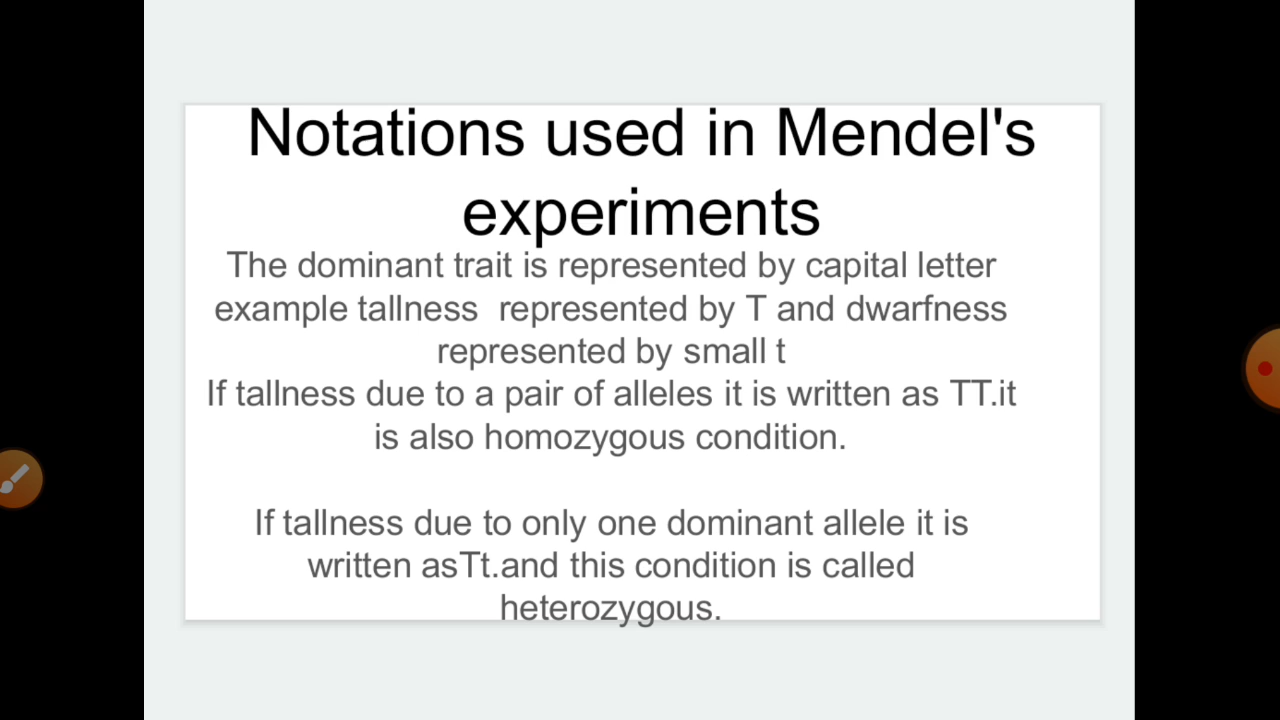 Notations used in Mendel's
experiments
The dominant trait is represented by capital letter
example tallness  represented by T and dwarfness
represented by small t
If tallness due to a pair of alleles it is written as TT.it
is also homozygous condition.
If tallness due to only one dominant allele it is
written asTt.and this condition is called
heterozygous.